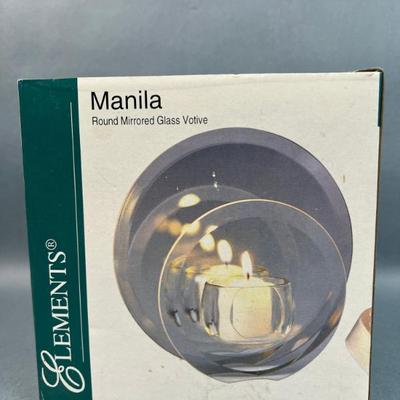 Manila
Round Mirrored Glass Votive
ELEMENTS®